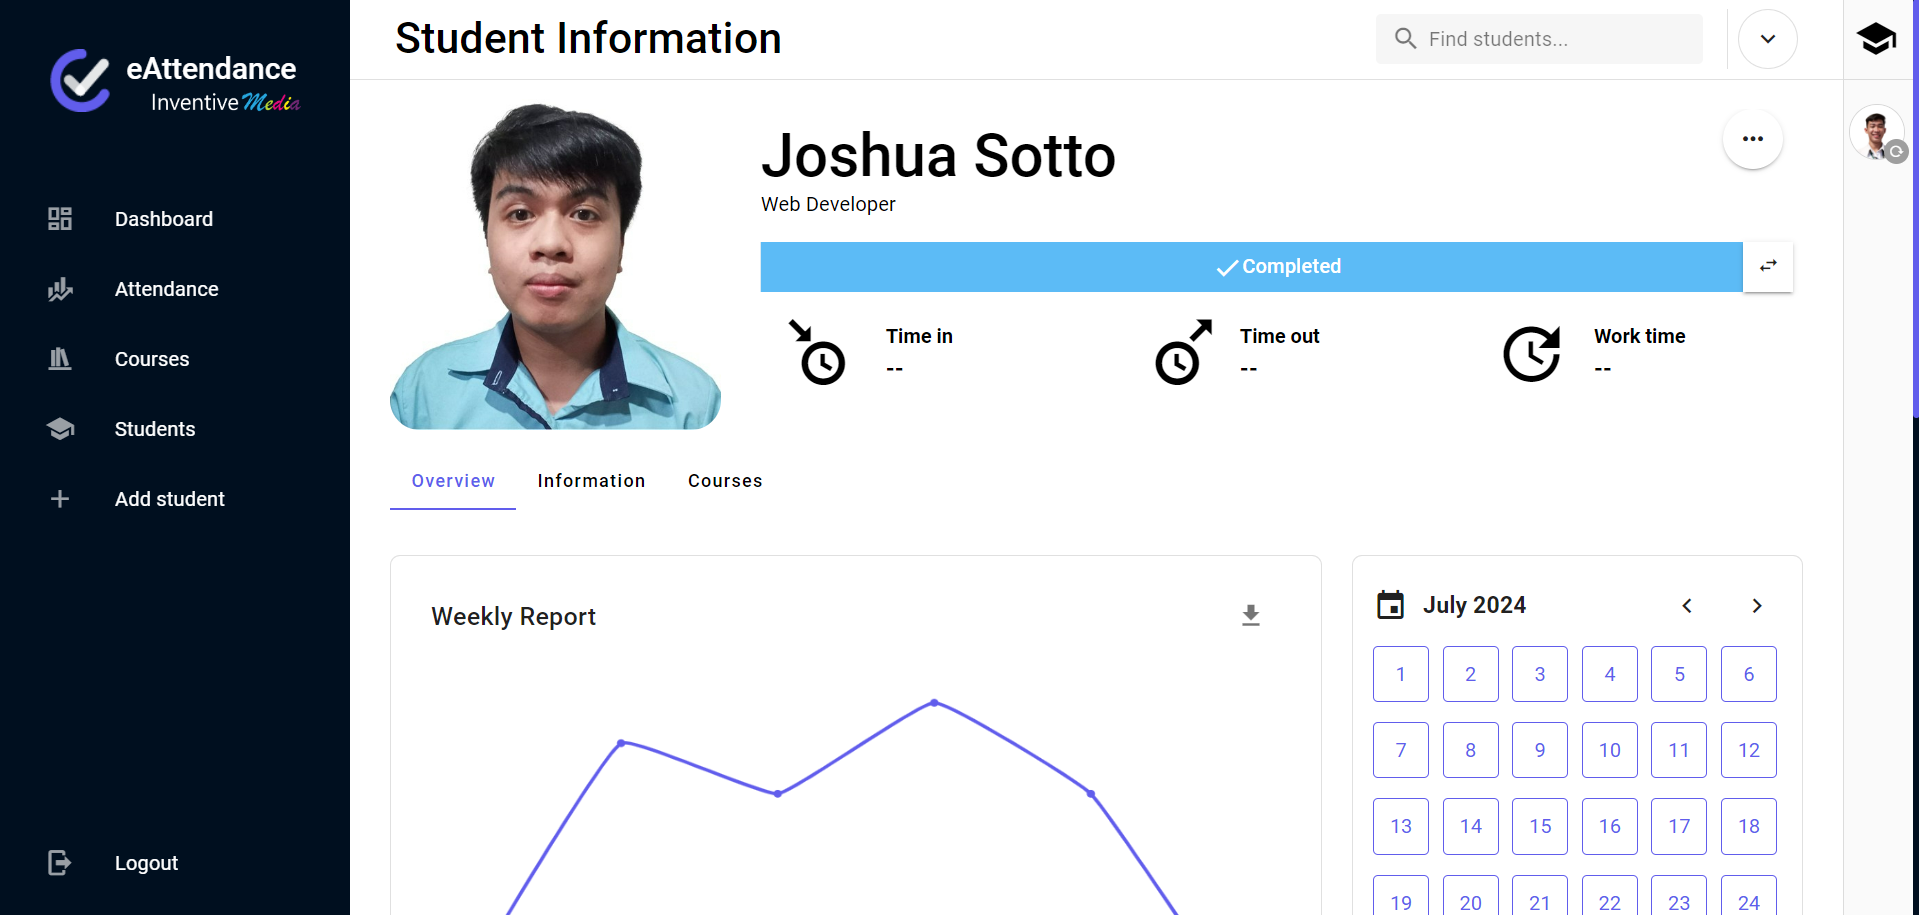 eAttendance
Inventive Media
Dashboard
Attendance
Courses
Students
Add student
Logout
Student Information
Find students...
Joshua Sotto
Web Developer
Completed
Time in
--
Time out
--
Work time
--
Overview Information Courses
Weekly Report
July 2024
1 2 3 4 5 6
7 8 9 10 11 12
13 14 15 16 17 18
19 20 21 22 23 24